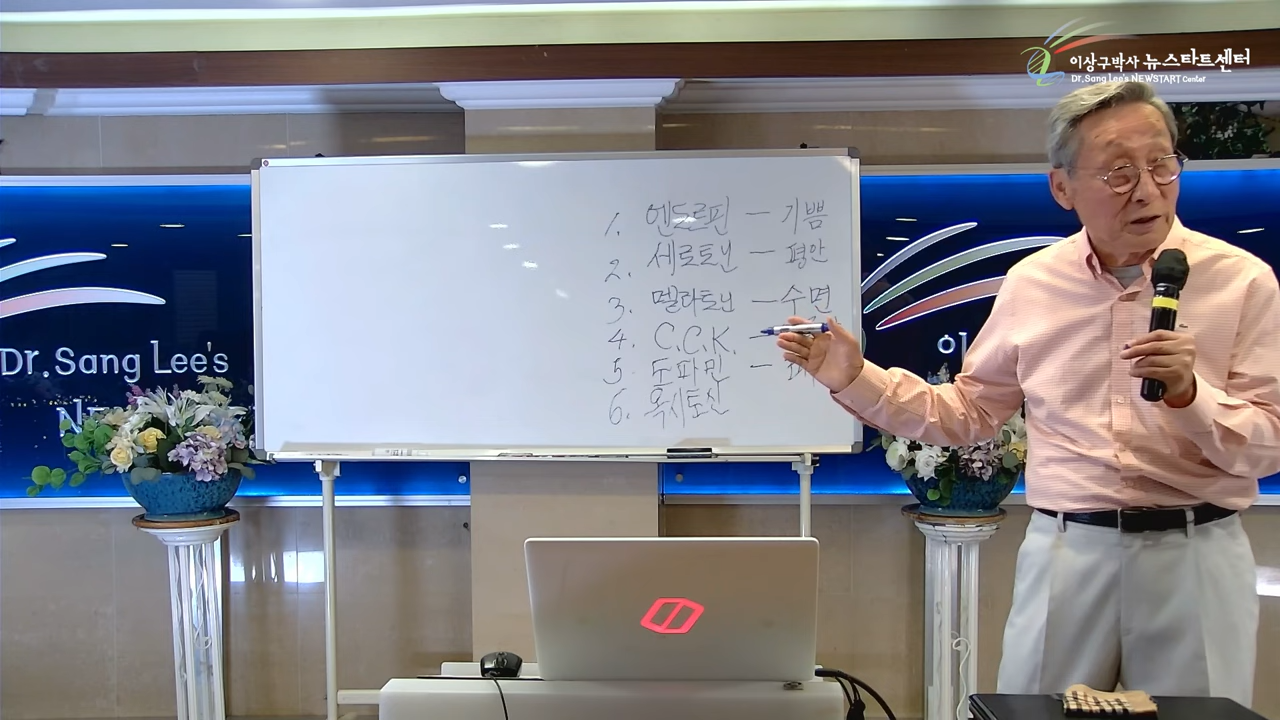 이상구박사 뉴스타트센터
Dr. Sang Lee's NEWSTART Center
1. 엔도르핀 — 기쁨
2. 세로토닌 — 평안
3. 멜라토닌 — 수면
4. C.C.K. —
5. 도파민 —
6. 옥시토신
Dr. Sang Lee's
N
이